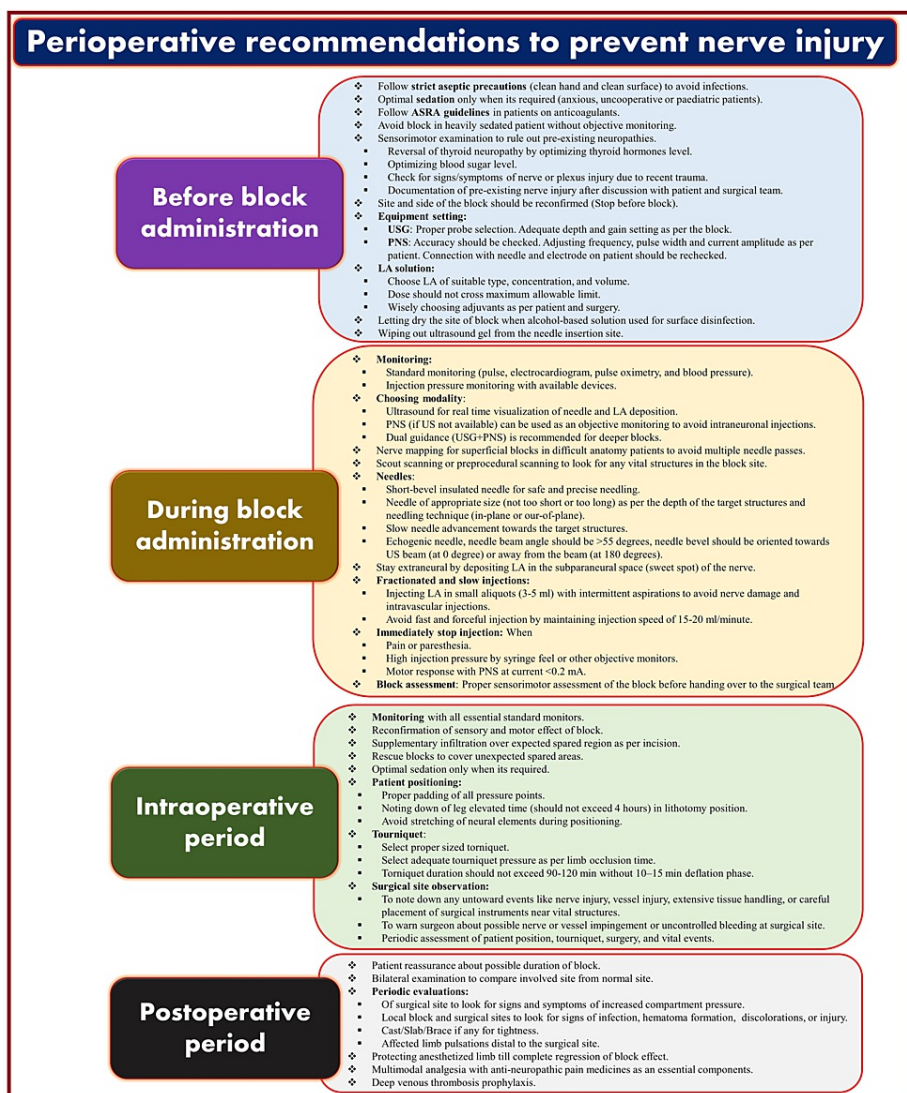 Perioperative recommendations to prevent nerve injury
Before block
administration
❖ Follow strict aseptic precautions (clean hand and clean surface) to avoid infections.
❖ Optimal sedation only when its required (anxious, uncooperative or paediatric patients).
❖ Follow ASRA guidelines in patients on anticoagulants.
❖ Avoid block in heavily sedated patient without objective monitoring.
❖ Sensorimotor examination to rule out pre-existing neuropathies.
▪ Reversal of thyroid neuropathy by optimizing thyroid hormones level.
▪ Optimizing blood sugar level.
▪ Check for signs/symptoms of nerve or plexus injury due to recent trauma.
▪ Documentation of pre-existing nerve injury after discussion with patient and surgical team.
❖ Site and side of the block should be reconfirmed (Stop before block).
❖ Equipment setting:
▪ USG: Proper probe selection. Adequate depth and gain setting as per the block.
▪ PNS: Accuracy should be checked. Adjusting frequency, pulse width and current amplitude as per
patient. Connection with needle and electrode on patient should be rechecked.
❖ LA solution:
▪ Choose LA of suitable type, concentration, and volume.
▪ Dose should not cross maximum allowable limit.
▪ Wisely choosing adjuvants as per patient and surgery.
❖ Letting dry the site of block when alcohol-based solution used for surface disinfection.
❖ Wiping out ultrasound gel from the needle insertion site.
During block
administration
❖ Monitoring:
▪ Standard monitoring (pulse, electrocardiogram, pulse oximetry, and blood pressure).
▪ Injection pressure monitoring with available devices.
❖ Choosing modality:
▪ Ultrasound for real time visualization of needle and LA deposition.
▪ PNS (if US not available) can be used as an objective monitoring to avoid intraneuronal injections.
▪ Dual guidance (USG+PNS) is recommended for deeper blocks.
❖ Nerve mapping for superficial blocks in difficult anatomy patients to avoid multiple needle passes.
❖ Scout scanning or preprocedural scanning to look for any vital structures in the block site.
❖ Needles:
▪ Short-bevel insulated needle for safe and precise needling.
▪ Needle of appropriate size (not too short or too long) as per the depth of the target structures and
needling technique (in-plane or our-of-plane).
▪ Slow needle advancement towards the target structures.
▪ Echogenic needle, needle beam angle should be >55 degrees, needle bevel should be oriented towards
US beam (at 0 degree) or away from the beam (at 180 degrees).
❖ Stay extraneural by depositing LA in the subparaneural space (sweet spot) of the nerve.
❖ Fractionated and slow injections:
▪ Injecting LA in small aliquots (3-5 ml) with intermittent aspirations to avoid nerve damage and
intravascular injections.
▪ Avoid fast and forceful injection by maintaining injection speed of 15-20 ml/minute.
❖ Immediately stop injection: When
▪ Pain or paresthesia.
▪ High injection pressure by syringe feel or other objective monitors.
▪ Motor response with PNS at current <0.2 mA.
❖ Block assessment: Proper sensorimotor assessment of the block before handing over to the surgical team
Intraoperative
period
❖ Monitoring with all essential standard monitors.
❖ Reconfirmation of sensory and motor effect of block.
❖ Supplementary infiltration over expected spared region as per incision.
❖ Rescue blocks to cover unexpected spared areas.
❖ Optimal sedation only when its required.
❖ Patient positioning:
▪ Proper padding of all pressure points.
▪ Noting down of leg elevated time (should not exceed 4 hours) in lithotomy position.
▪ Avoid stretching of neural elements during positioning.
❖ Tourniquet:
▪ Select proper sized torniquet.
▪ Select adequate tourniquet pressure as per limb occlusion time.
▪ Torniquet duration should not exceed 90-120 min without 10–15 min deflation phase.
❖ Surgical site observation:
▪ To note down any untoward events like nerve injury, vessel injury, extensive tissue handling, or careful
placement of surgical instruments near vital structures.
▪ To warn surgeon about possible nerve or vessel impingement or uncontrolled bleeding at surgical site.
▪ Periodic assessment of patient position, tourniquet, surgery, and vital events.
Postoperative
period
❖ Patient reassurance about possible duration of block.
❖ Bilateral examination to compare involved site from normal site.
❖ Periodic evaluations:
▪ Of surgical site to look for signs and symptoms of increased compartment pressure.
▪ Local block and surgical sites to look for signs of infection, hematoma formation, discolorations, or injury.
▪ Cast/Slab/Brace if any for tightness.
▪ Affected limb pulsations distal to the surgical site.
❖ Protecting anesthetized limb till complete regression of block effect.
❖ Multimodal analgesia with anti-neuropathic pain medicines as an essential components.
❖ Deep venous thrombosis prophylaxis.